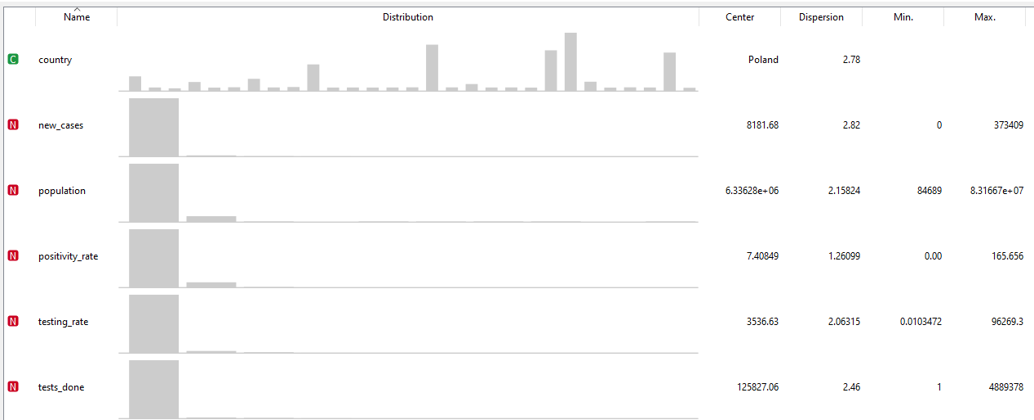 Name Distribution Center Dispersion Min. Max.
C country Poland 2.78
N new_cases 8181.68 2.82 0 373409
N population 6.33628e+06 2.15824 84689 8.31667e+07
N positivity_rate 7.40849 1.26099 0.00 165.656
N testing_rate 3536.63 2.06315 0.0103472 96269.3
N tests_done 125827.06 2.46 1 4889378